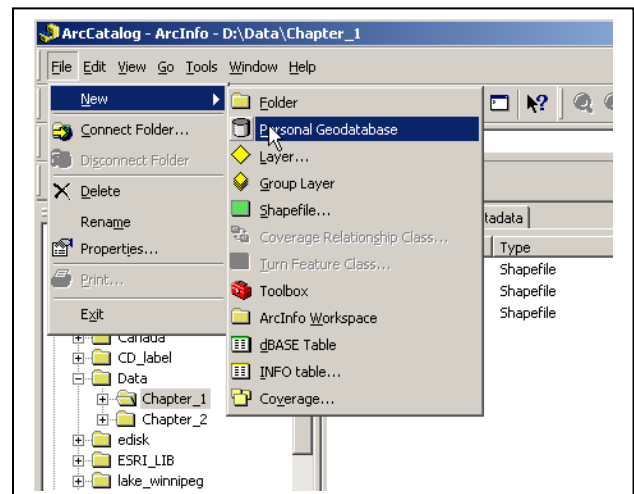 ArcCatalog - ArcInfo - D:\Data\Chapter_1
File Edit View Go Tools Window Help
New
Connect Folder...
Disconnect Folder
Delete
Rename
Properties...
Print...
Exit
Folder
Personal Geodatabase
Layer...
Group Layer
Shapefile...
Coverage Relationship Class...
Turn Feature Class...
Toolbox
ArcInfo Workspace
dBASE Table
INFO table...
Coverage...
Type
Shapefile
Shapefile
Shapefile
Canada
CD_label
Data
Chapter_1
Chapter_2
edisk
ESRI_LIB
lake_winnipeg